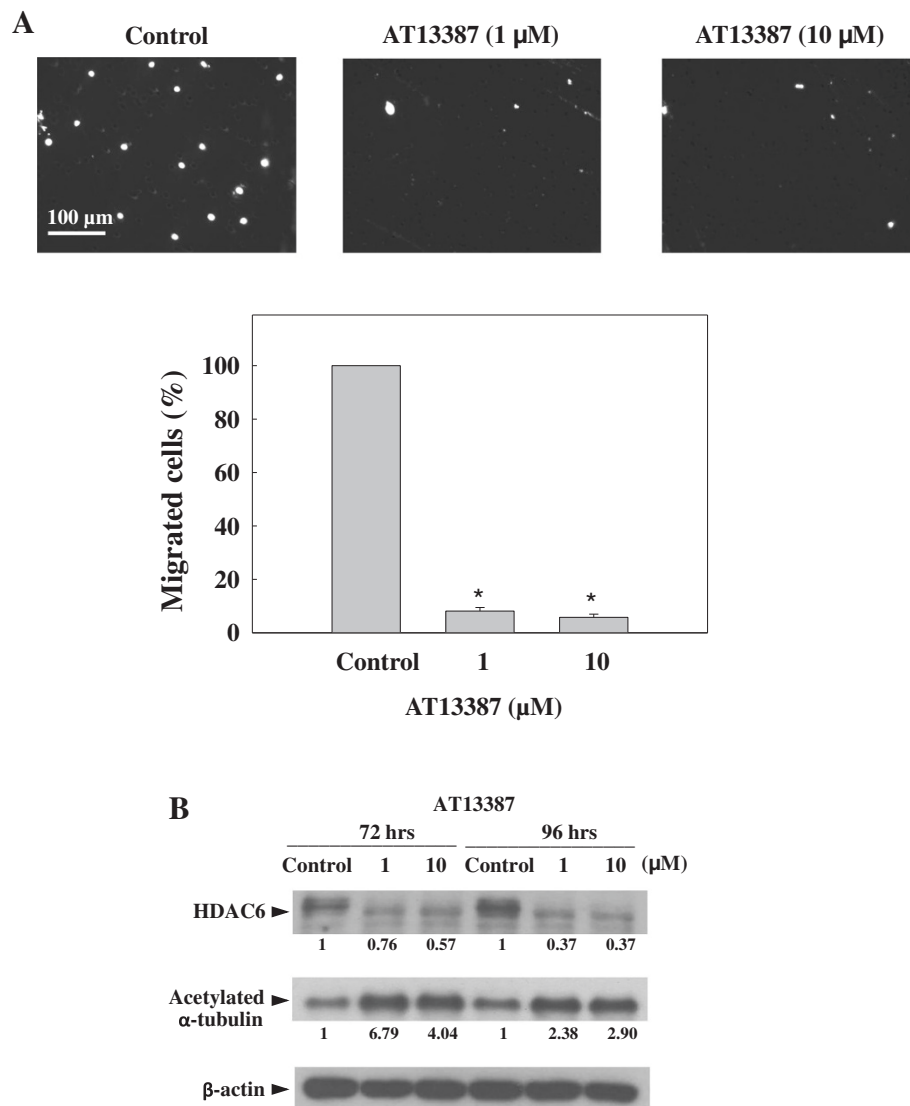 A
Control
AT13387 (1 μM)
AT13387 (10 μM)
100 μm
Migrated cells (%)
100
80
60
40
20
0
*
*
Control
1
10
AT13387 (μM)
B
AT13387
72 hrs
96 hrs
Control 1 10 Control 1 10 (μM)
HDAC6
1 0.76 0.57 1 0.37 0.37
Acetylated
α-tubulin
1 6.79 4.04 1 2.38 2.90
β-actin